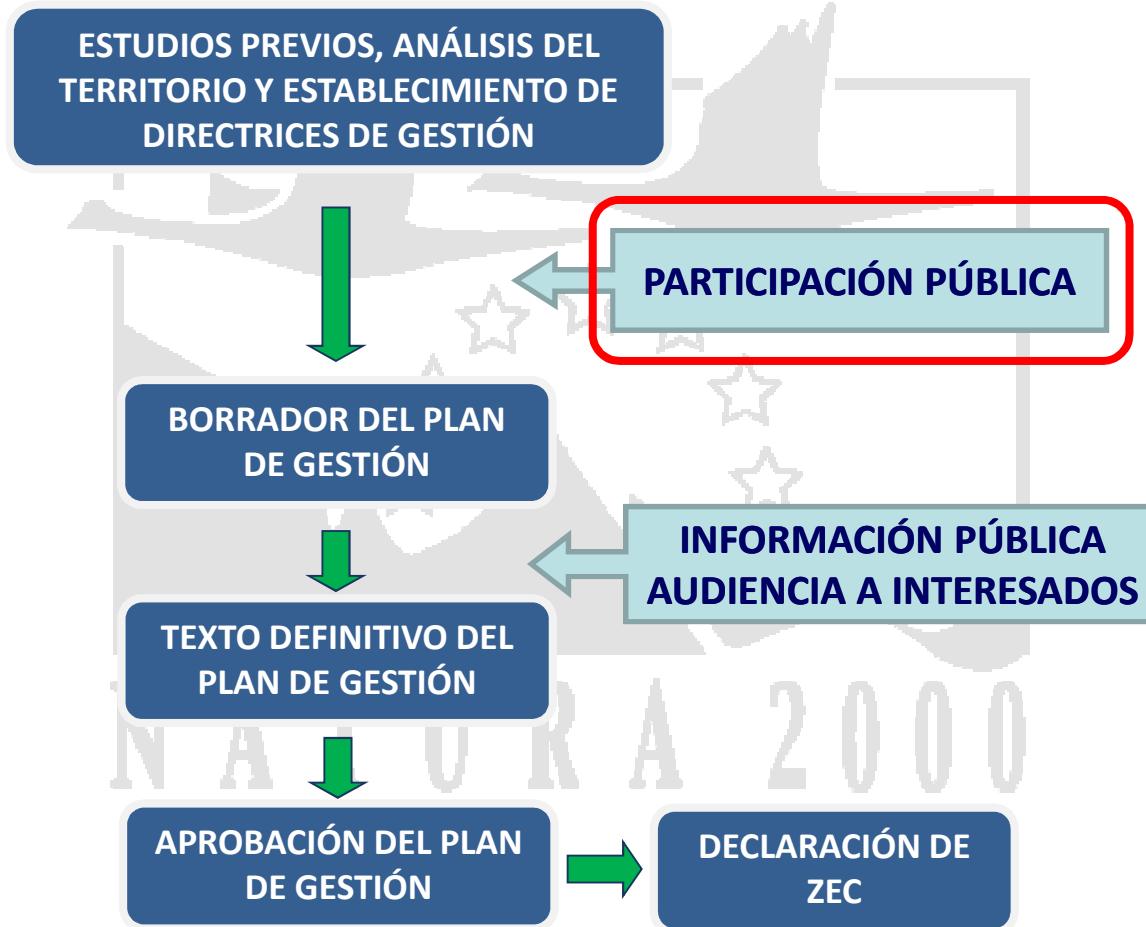 ESTUDIOS PREVIOS, ANÁLISIS DEL
TERRITORIO Y ESTABLECIMIENTO DE
DIRECTRICES DE GESTIÓN
PARTICIPACIÓN PÚBLICA
BORRADOR DEL PLAN
DE GESTIÓN
INFORMACIÓN PÚBLICA
AUDIENCIA A INTERESADOS
TEXTO DEFINITIVO DEL
PLAN DE GESTIÓN
NATURA 2000
APROBACIÓN DEL PLAN
DE GESTIÓN
DECLARACIÓN DE
ZEC